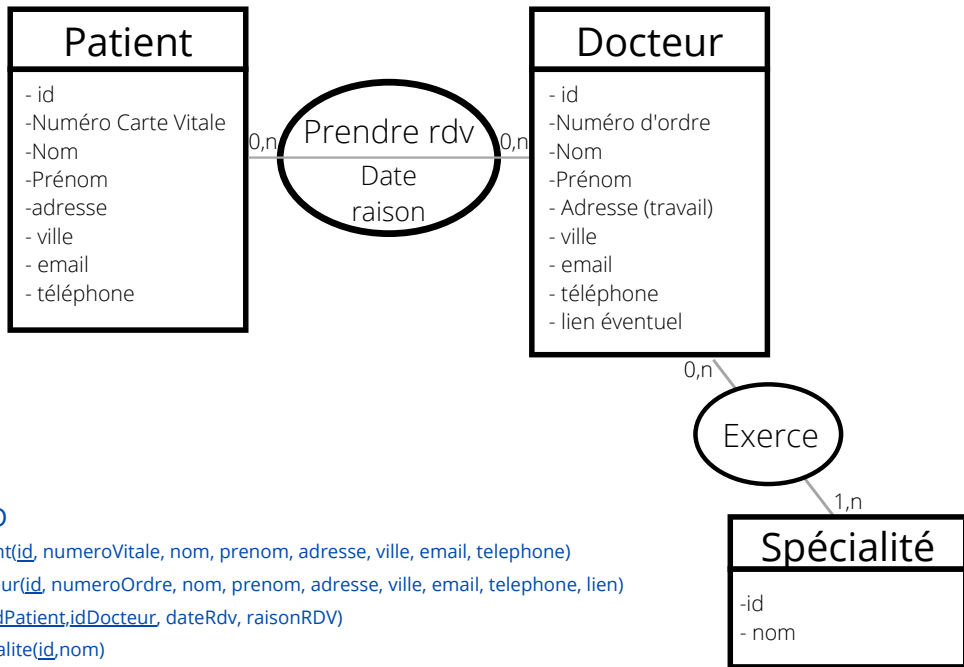 Patient
- id
-Numéro Carte Vitale
-Nom
-Prénom
-adresse
- ville
- email
- téléphone
0,n
Prendre rdv
Date
raison
0,n
Docteur
- id
-Numéro d'ordre
-Nom
-Prénom
- Adresse (travail)
- ville
- email
- téléphone
- lien éventuel
0,n
Exerce
1,n
Spécialité
-id
- nom
nt(id, numeroVitale, nom, prenom, adresse, ville, email, telephone)
eur(id, numeroOrdre, nom, prenom, adresse, ville, email, telephone, lien)
dPatient,idDocteur, dateRdv, raisonRDV)
alite(id,nom)